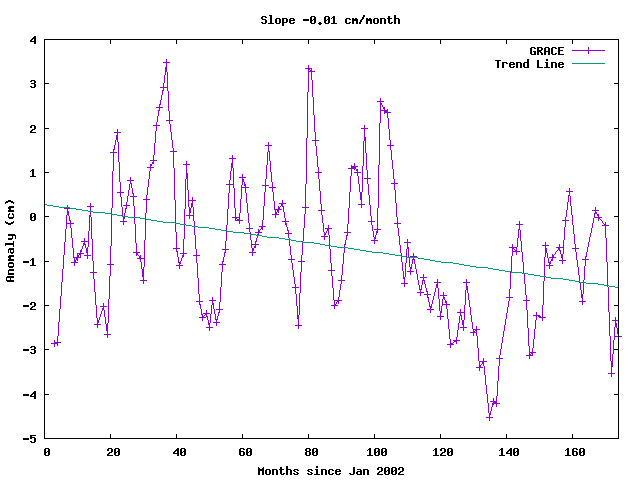 Slope -0.01 cm/month
GRACE
Trend Line
4
3
2
1
0
-1
-2
-3
-4
-5
Anomaly (cm)
0 20 40 60 80 100 120 140 160
Months since Jan 2002